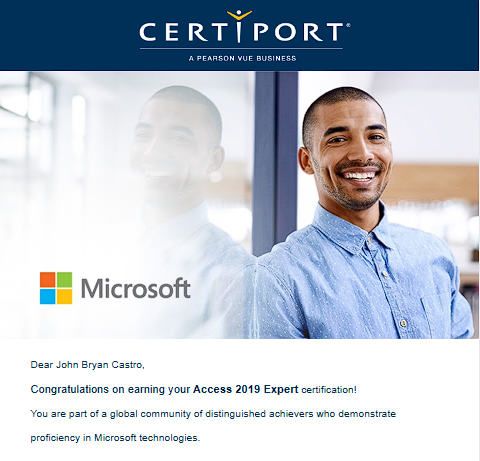 CERTIPORT®
A PEARSON VUE BUSINESS
Microsoft
Dear John Bryan Castro,
Congratulations on earning your Access 2019 Expert certification!
You are part of a global community of distinguished achievers who demonstrate
proficiency in Microsoft technologies.